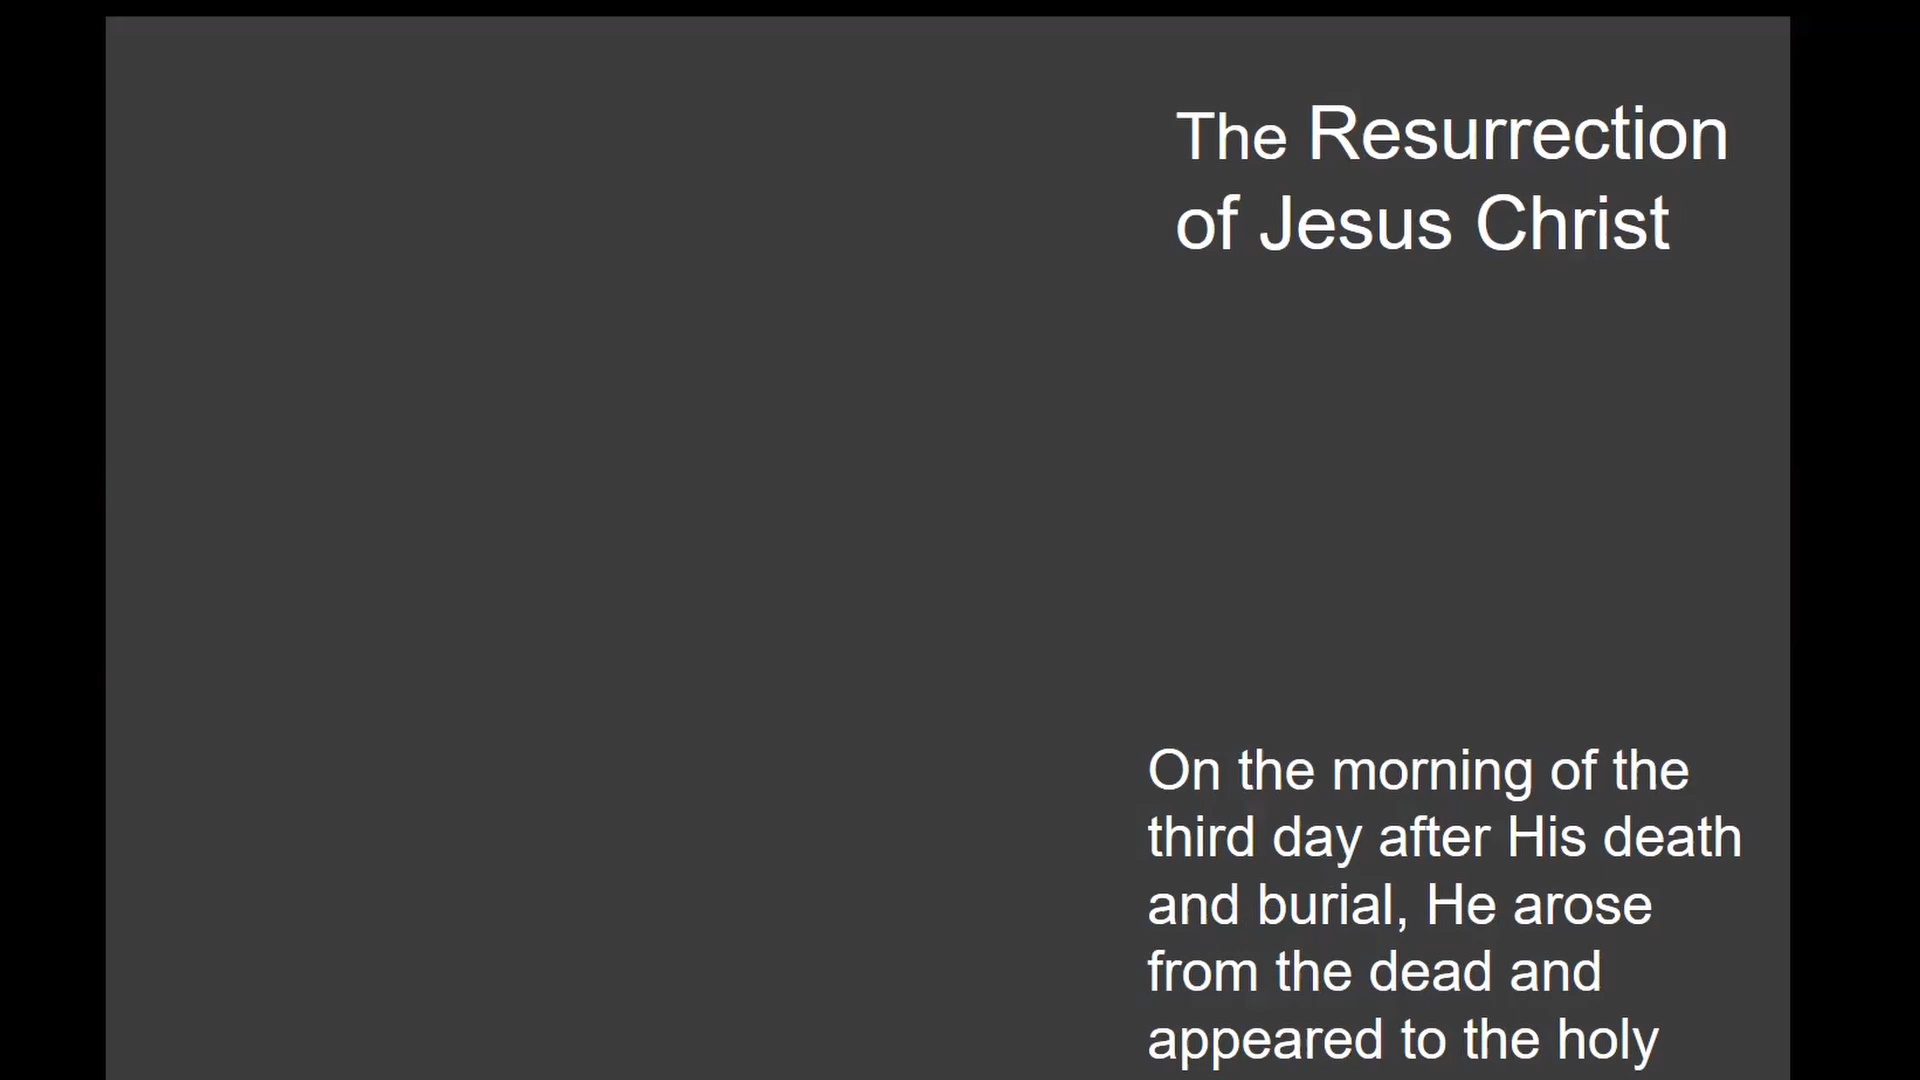 The Resurrection
of Jesus Christ
On the morning of the
third day after His death
and burial, He arose
from the dead and
appeared to the holy